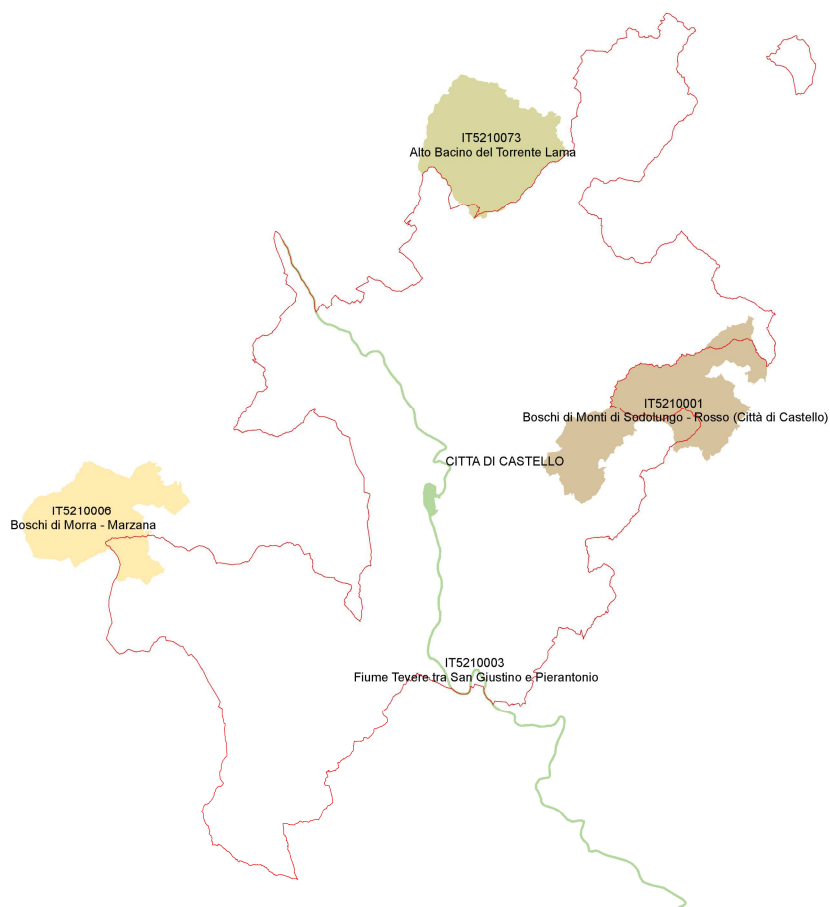 IT5210073
Alto Bacino del Torrente Lama
IT5210001
Boschi di Monti di Sodolungo - Rosso (Città di Castello)
CITTA DI CASTELLO
IT5210006
Boschi di Morra - Marzana
IT5210003
Fiume Tevere tra San Giustino e Pierantonio